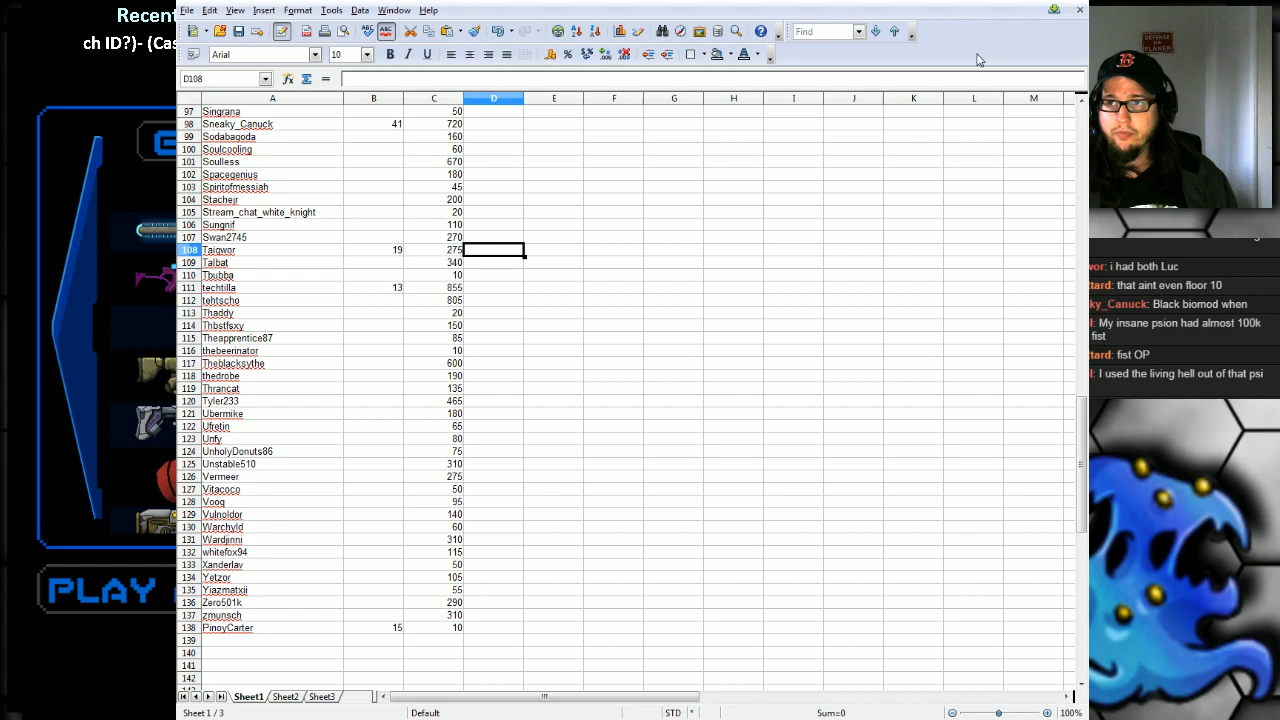 Recent
ch ID?)- (Cas
PLAY
File Edit View Insert Format Tools Data Window Help
Arial 10 Find
D108
A B C D E F G H I J K L M
97 Singrana 50
98 Sneaky_Canuck 41 720
99 Sodabagoda 160
100 Soulcooling 60
101 Soulless 670
102 Spacegenius 180
103 Spiritofmessiah 45
104 Stachejr 200
105 Stream_chat_white_knight 20
106 Sungnif 110
107 Swan2745 270
108 Taigwor 19 275
109 Talbat 340
110 Tbubba 10
111 techtilla 13 855
112 tehtscho 805
113 Thaddy 20
114 Thbstfsxy 150
115 Theapprentice87 85
116 thebeerinator 10
117 Theblacksythe 600
118 thedrobe 190
119 Thrancat 135
120 Tyler233 465
121 Ubermike 180
122 Ufretin 65
123 Unfy 80
124 UnholyDonuts86 75
125 Unstable510 310
126 Vermeer 275
127 Vitacoco 50
128 Voog 95
129 Vulnoldor 140
130 Warchyld 60
131 Wardjinni 310
132 whitefox94 115
133 Xanderlav 50
134 Yetzor 105
135 Yiazmatxii 55
136 Zero501k 290
137 zmunsch 310
138 PinoyCarter 15 10
139
140
141
142
Sheet1 Sheet2 Sheet3
Sheet 1 / 3 Default STD * Sum=0 100%
DEFENSE
DE
PLANER
vor: i had both Luc
tard: that aint even floor 10
ky_Canuck: Black biomod when
l: My insane psion had almost 100k
fist
tard: fist OP
l: I used the living hell out of that psi